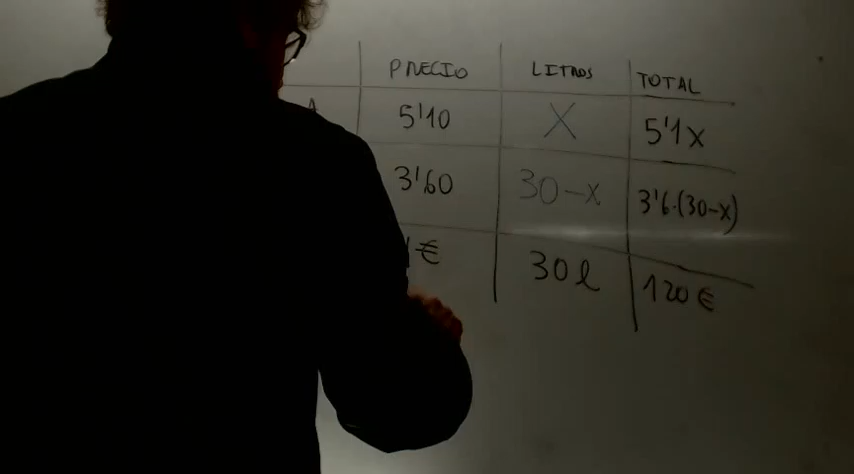 PRECIO LITROS TOTAL
A 5'10 X 5'1x
3'60 30-x 3'6·(30-x)
€ 30 l 120 €